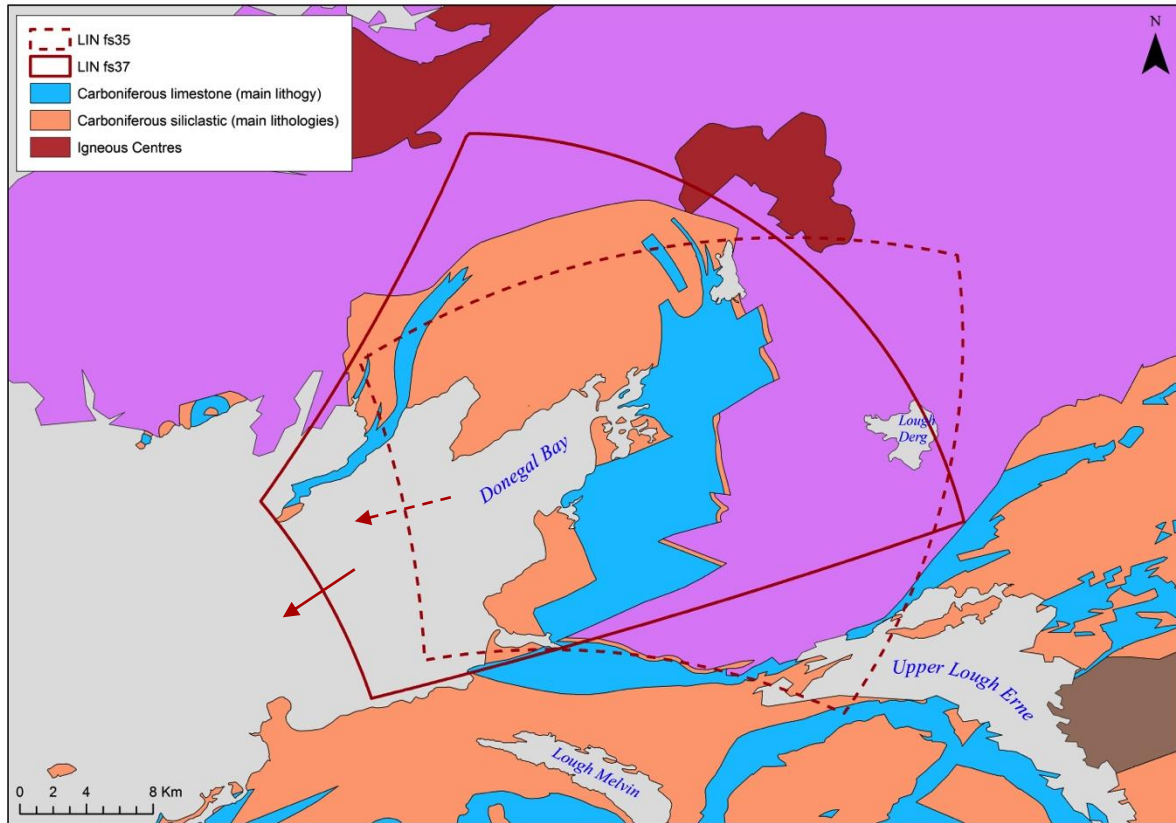 LIN fs35
LIN fs37
Carboniferous limestone (main lithogy)
Carboniferous siliclastic (main lithologies)
Igneous Centres
N
Lough
Derg
Donegal Bay
Upper Lough Erne
Lough Melvin
0 2 4 8 Km